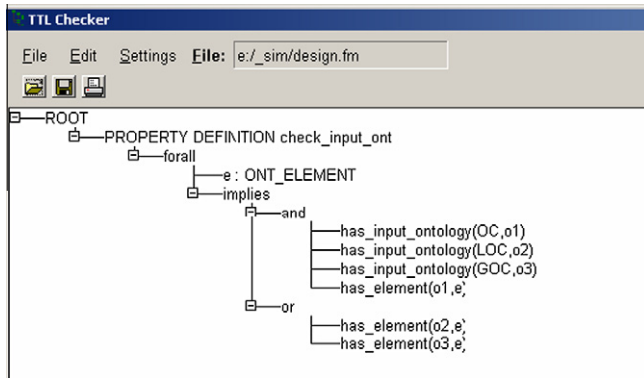 TTL Checker
File Edit Settings File: e:/_sim/design.fm
ROOT
PROPERTY DEFINITION check_input_ont
forall
e : ONT_ELEMENT
implies
and
has_input_ontology(OC,o1)
has_input_ontology(LOC,o2)
has_input_ontology(GOC,o3)
has_element(o1,e)
or
has_element(o2,e)
has_element(o3,e)